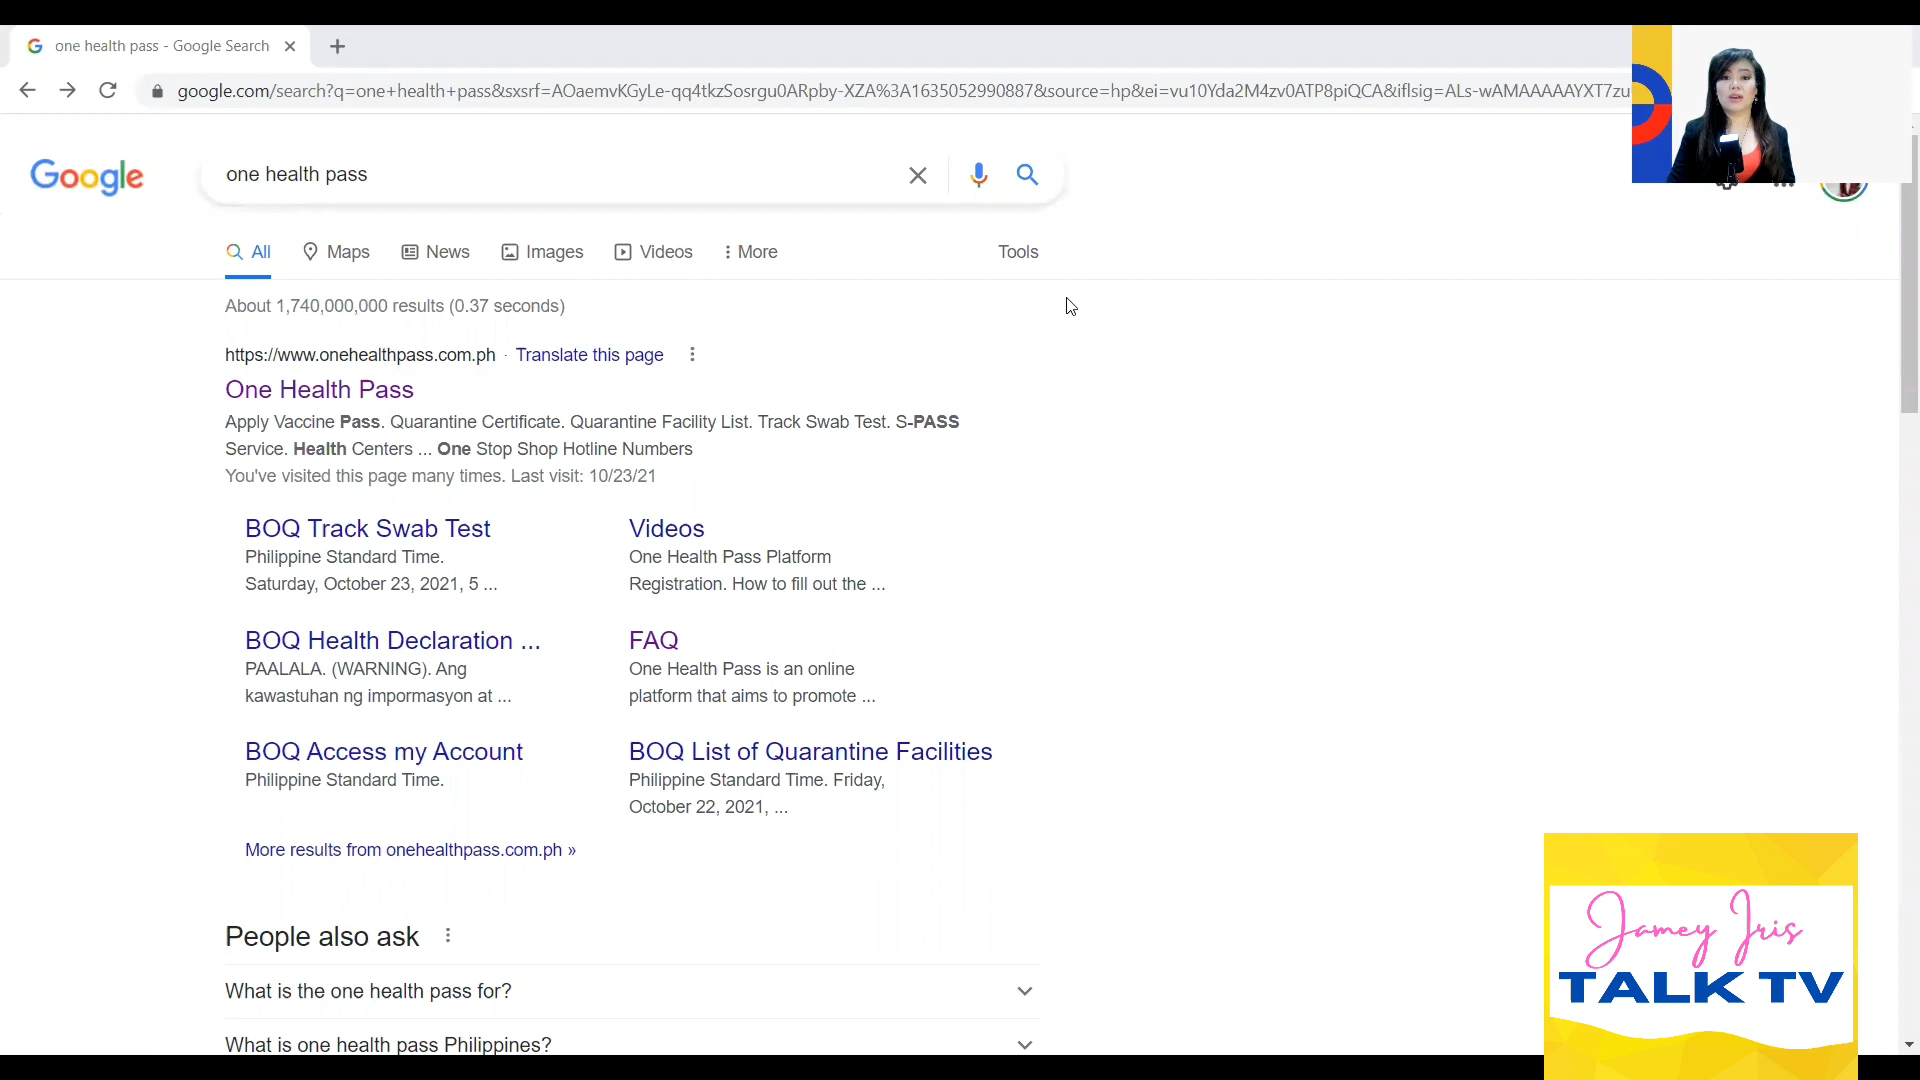 one health pass - Google Search
google.com/search?q=one+health+pass&sxsrf=AOaemvKGyLe-qq4tkzSosrgu0ARpby-XZA%3A1635052990887&source=hp&ei=vu10Yda2M4zv0ATP8piQCA&iflsig=ALs-wAMAAAAAYXT7zu
Google
one health pass
All
Maps
News
Images
Videos
More
Tools
About 1,740,000,000 results (0.37 seconds)
https://www.onehealthpass.com.ph · Translate this page
One Health Pass
Apply Vaccine Pass. Quarantine Certificate. Quarantine Facility List. Track Swab Test. S-PASS
Service. Health Centers ... One Stop Shop Hotline Numbers
You've visited this page many times. Last visit: 10/23/21
BOQ Track Swab Test
Philippine Standard Time.
Saturday, October 23, 2021, 5 ...
Videos
One Health Pass Platform
Registration. How to fill out the ...
BOQ Health Declaration ...
PAALALA. (WARNING). Ang
kawastuhan ng impormasyon at ...
FAQ
One Health Pass is an online
platform that aims to promote ...
BOQ Access my Account
Philippine Standard Time.
BOQ List of Quarantine Facilities
Philippine Standard Time. Friday,
October 22, 2021, ...
More results from onehealthpass.com.ph »
People also ask
What is the one health pass for?
What is one health pass Philippines?
Jamey Jris
TALK TV